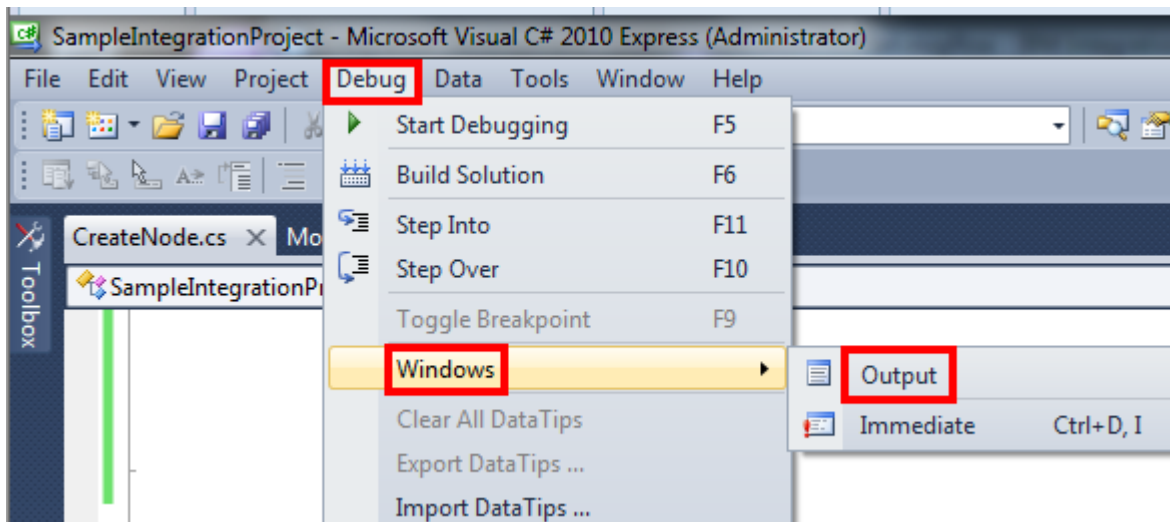 SampleIntegrationProject - Microsoft Visual C# 2010 Express (Administrator)
File Edit View Project Debug Data Tools Window Help
Start Debugging F5
Build Solution F6
Step Into F11
CreateNode.cs Mo
Step Over F10
SampleIntegrationPr
Toolbox
Toggle Breakpoint F9
Windows
Output
Clear All DataTips
Immediate Ctrl+D, I
Export DataTips ...
Import DataTips ...